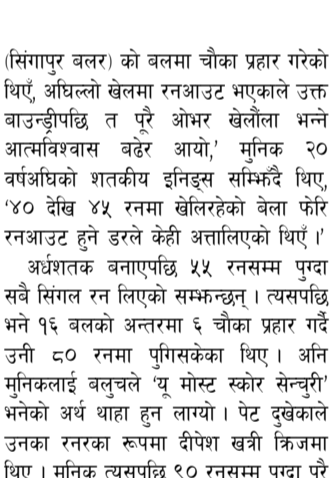 (सिंगापुर बलर) को बलमा चौका प्रहार गरेको
थिएँ, अघिल्लो खेलमा रनआउट भएकाले उक्त
बाउन्ड्रीपछि त पूरै ओभर खेलौंला भन्ने
आत्मविश्वास बढेर आयो,’ मुनिक २०
वर्षअघिको शतकीय इनिङ्स सम्झिँदै थिए,
‘४० देखि ४५ रनमा खेलिरहेको बेला फेरि
रनआउट हुने डरले केही अत्तालिएको थिएँ ।’
अर्धशतक बनाएपछि ५५ रनसम्म पुग्दा
सबै सिंगल रन लिएको सम्झन्छन् । त्यसपछि
भने १६ बलको अन्तरमा ६ चौका प्रहार गर्दै
उनी ८० रनमा पुगिसकेका थिए । अनि
मुनिकलाई बलुचले ‘यू मोस्ट स्कोर सेन्चुरी’
भनेको अर्थ थाहा हुन लाग्यो । पेट दुखेकाले
उनका रनरका रूपमा दीपेश खत्री क्रिजमा
थिए । मुनिक त्यसपछि ९० रनसम्म पुग्दा पूरै